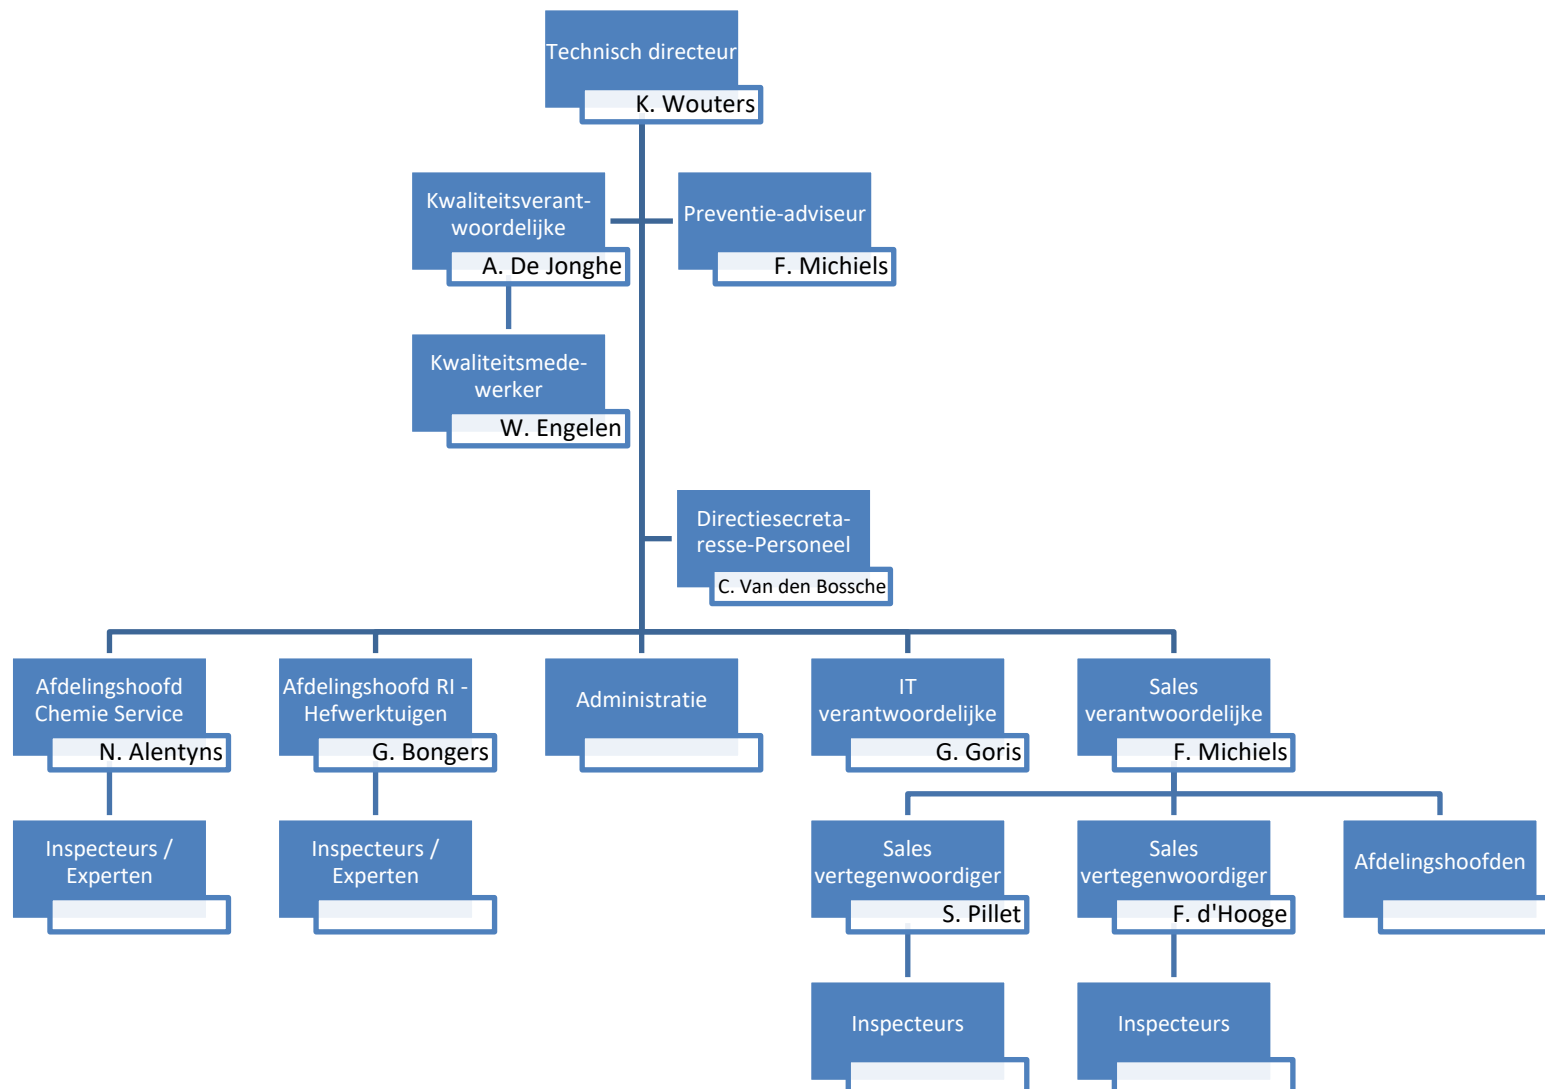 Technisch directeur
K. Wouters
Kwaliteitsverant-
woordelijke
A. De Jonghe
Preventie-adviseur
F. Michiels
Kwaliteitsmede-
werker
W. Engelen
Directiesecreta-
resse-Personeel
C. Van den Bossche
Afdelingshoofd
Chemie Service
N. Alentyns
Afdelingshoofd RI -
Hefwerktuigen
G. Bongers
Administratie
IT
verantwoordelijke
G. Goris
Sales
verantwoordelijke
F. Michiels
Inspecteurs /
Experten
Inspecteurs /
Experten
Sales
vertegenwoordiger
S. Pillet
Sales
vertegenwoordiger
F. d'Hooge
Afdelingshoofden
Inspecteurs
Inspecteurs